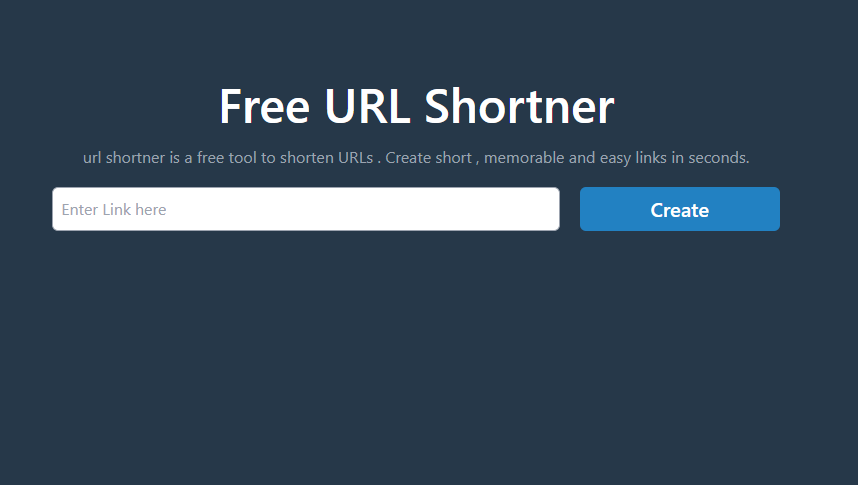 Free URL Shortner
url shortner is a free tool to shorten URLs . Create short , memorable and easy links in seconds.
Enter Link here
Create